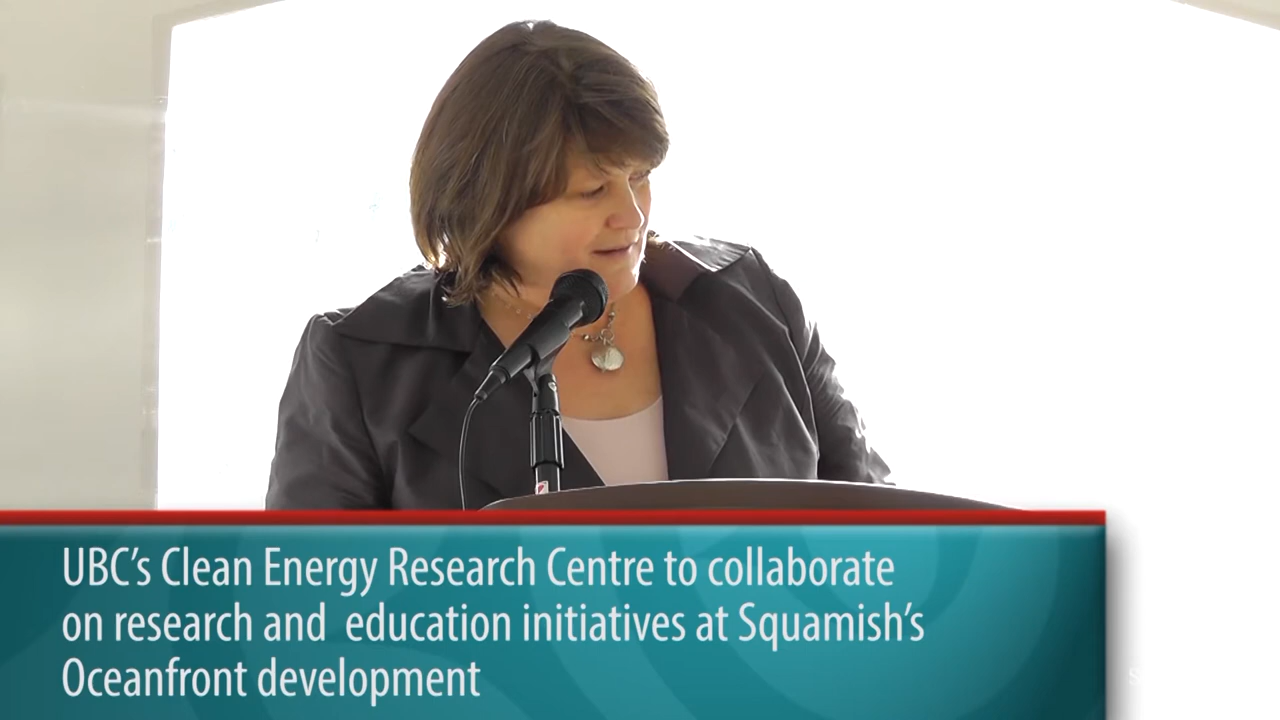 UBC’s Clean Energy Research Centre to collaborate
on research and  education initiatives at Squamish’s
Oceanfront development